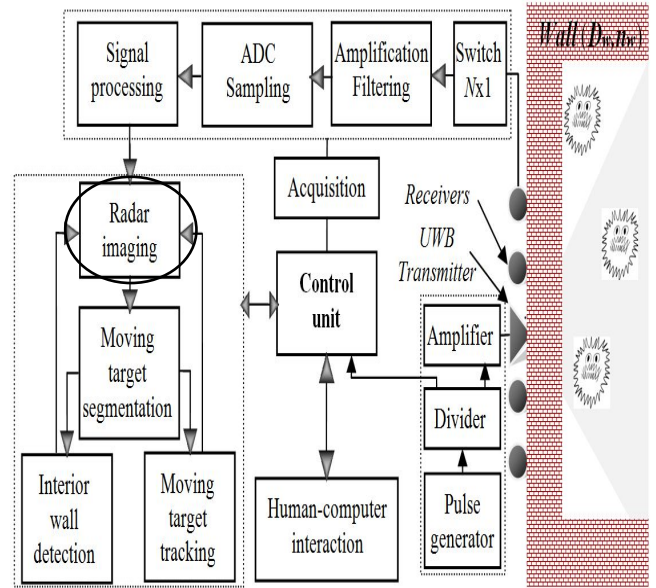 Signal
processing
ADC
Sampling
Amplification
Filtering
Switch
Nx1
Wall (Dw,nw)
Radar
imaging
Acquisition
Receivers
UWB
Transmitter
Control
unit
Amplifier
Moving
target
segmentation
Divider
Interior
wall
detection
Moving
target
tracking
Human-computer
interaction
Pulse
generator